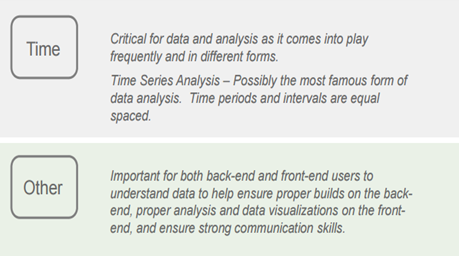 Time
Critical for data and analysis as it comes into play
frequently and in different forms.
Time Series Analysis – Possibly the most famous form of
data analysis.  Time periods and intervals are equal
spaced.
Other
Important for both back-end and front-end users to
understand data to help ensure proper builds on the back-
end, proper analysis and data visualizations on the front-
end, and ensure strong communication skills.